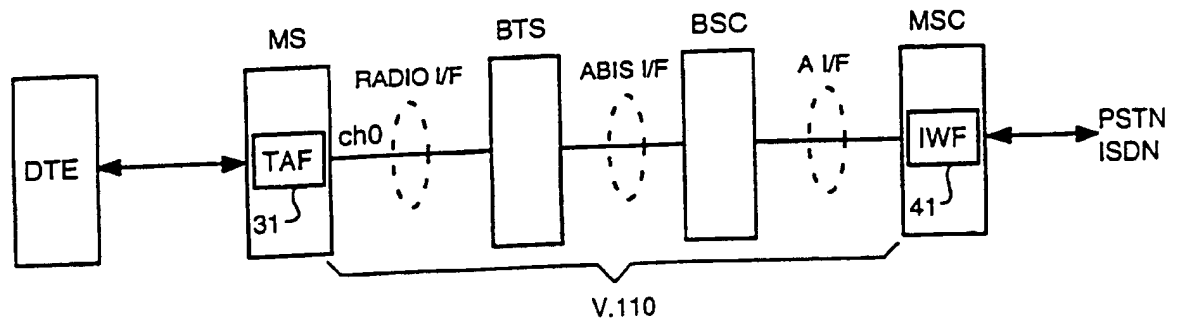 MS
BTS
BSC
MSC
RADIO I/F
ABIS I/F
A I/F
ch0
DTE
TAF
IWF
PSTN
ISDN
31
41
V.110